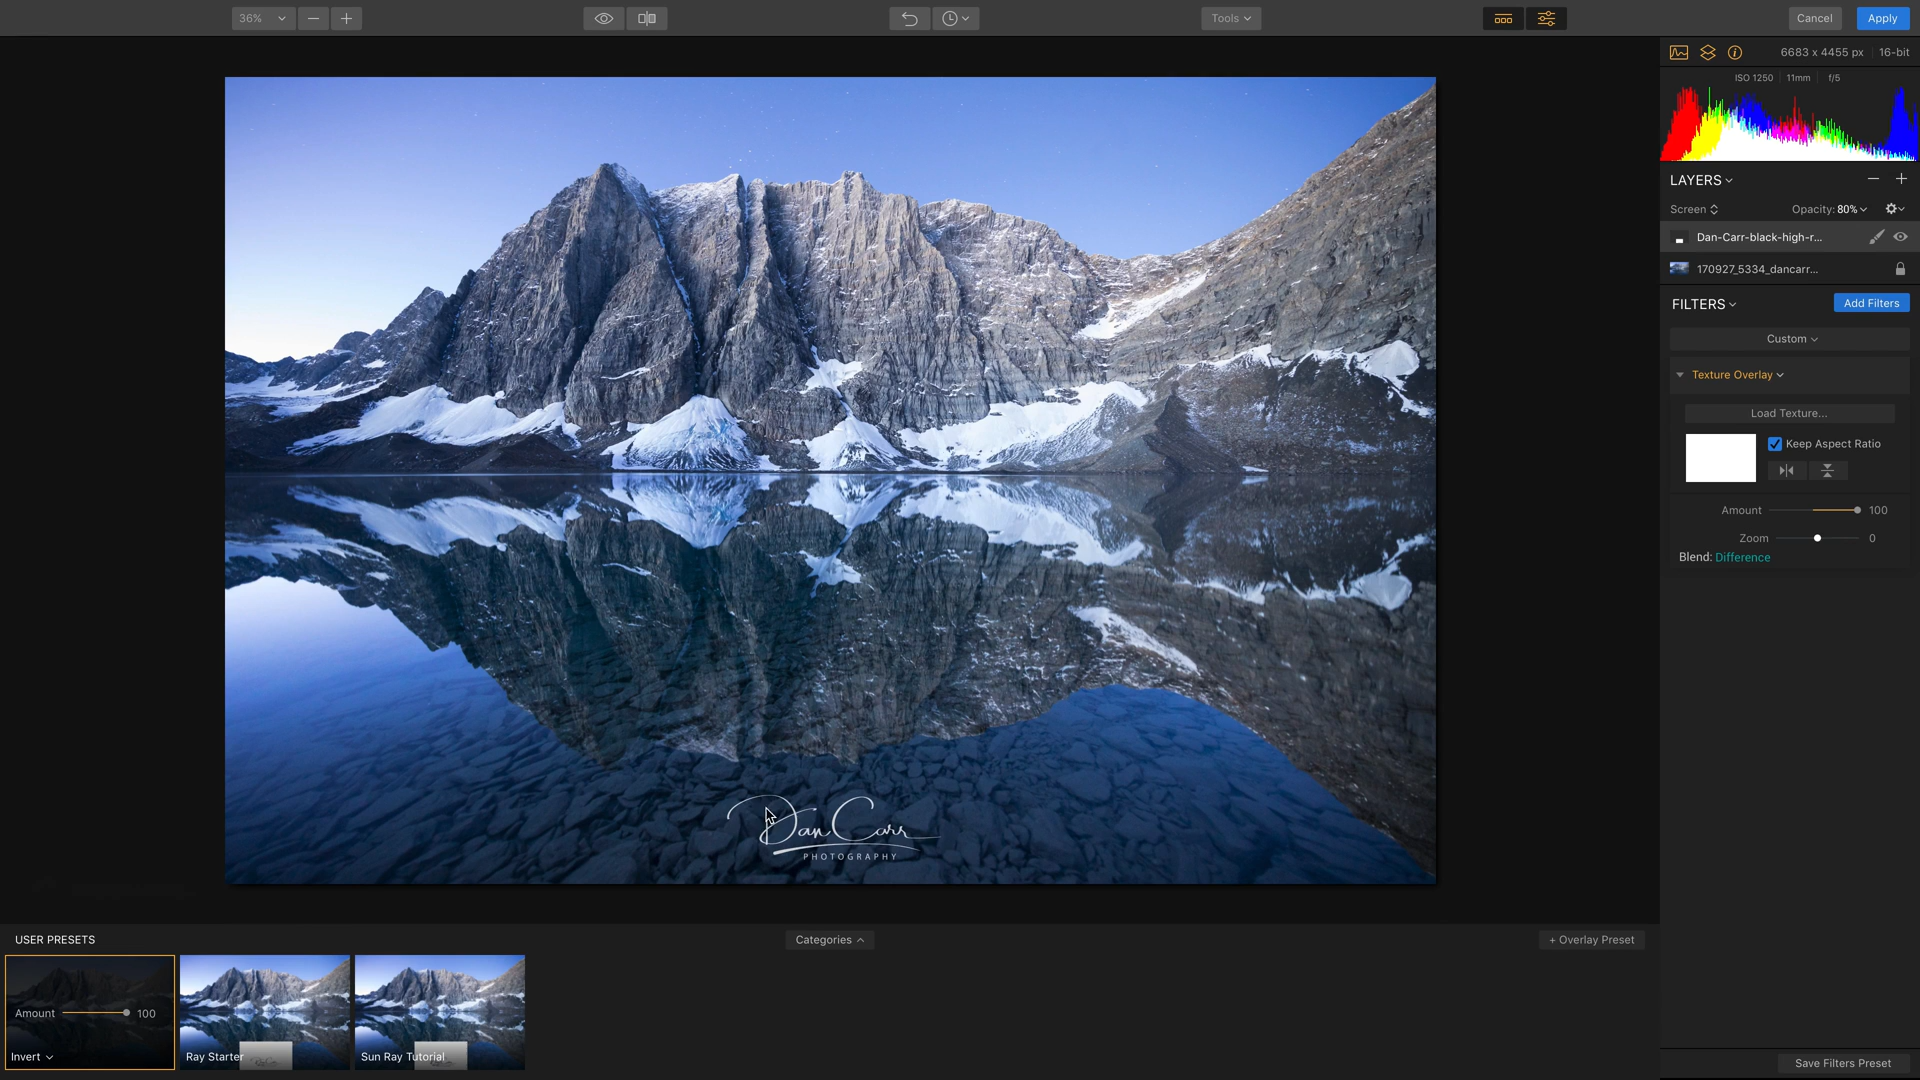 36%
Tools
Cancel
Apply
6683 x 4455 px
16-bit
ISO 1250
11mm
f/5
LAYERS
Screen
Opacity: 80%
Dan-Carr-black-high-r...
170927_5334_dancarr...
FILTERS
Add Filters
Custom
Texture Overlay
Load Texture...
Keep Aspect Ratio
Amount 100
Zoom 0
Blend: Difference
Dan Carr
PHOTOGRAPHY
USER PRESETS
Categories
+ Overlay Preset
Amount 100
Invert
Ray Starter
Sun Ray Tutorial
Save Filters Preset